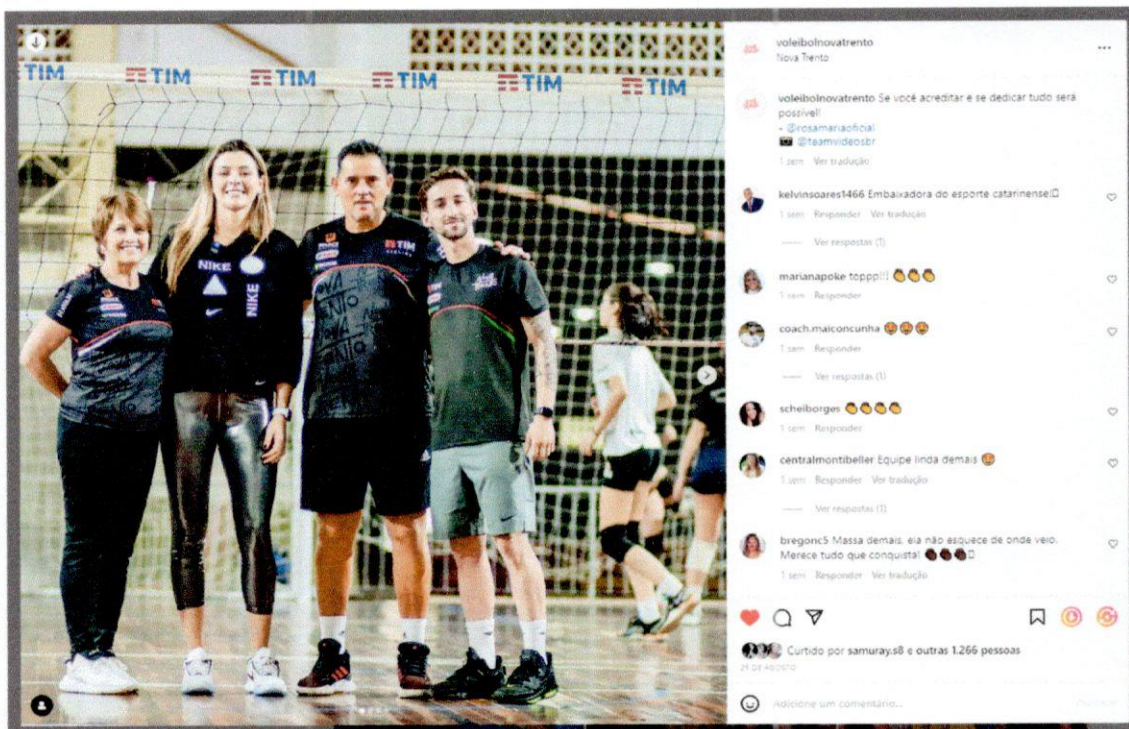 TIM TIM TIM TIM TIM TIM
NIKE
NIKE
TIM
voleibolnovatrento
Nova Trento
voleibolnovatrento Se você acreditar e se dedicar tudo será
possível!
- @rosamariaoficial
📷 @teamvideosbr
1 sem Ver tradução
kelvinsoares1466 Embaixadora do esporte catarinense!
1 sem Responder Ver tradução
Ver respostas (1)
marianapoke toppp!!! 👏👏👏
1 sem Responder
coach.maiconcunha 🤩🤩🤩
1 sem Responder
Ver respostas (1)
scheiborges 👏👏👏👏
1 sem Responder
centralmontibeller Equipe linda demais 🤩
1 sem Responder Ver tradução
Ver respostas (1)
bregonc5 Massa demais, ela não esquece de onde veio.
Merece tudo que conquista! 👏🏿👏🏿👏🏿
1 sem Responder Ver tradução
Curtido por samuray.s8 e outras 1.266 pessoas
DE AGOSTO
Adicione um comentário...